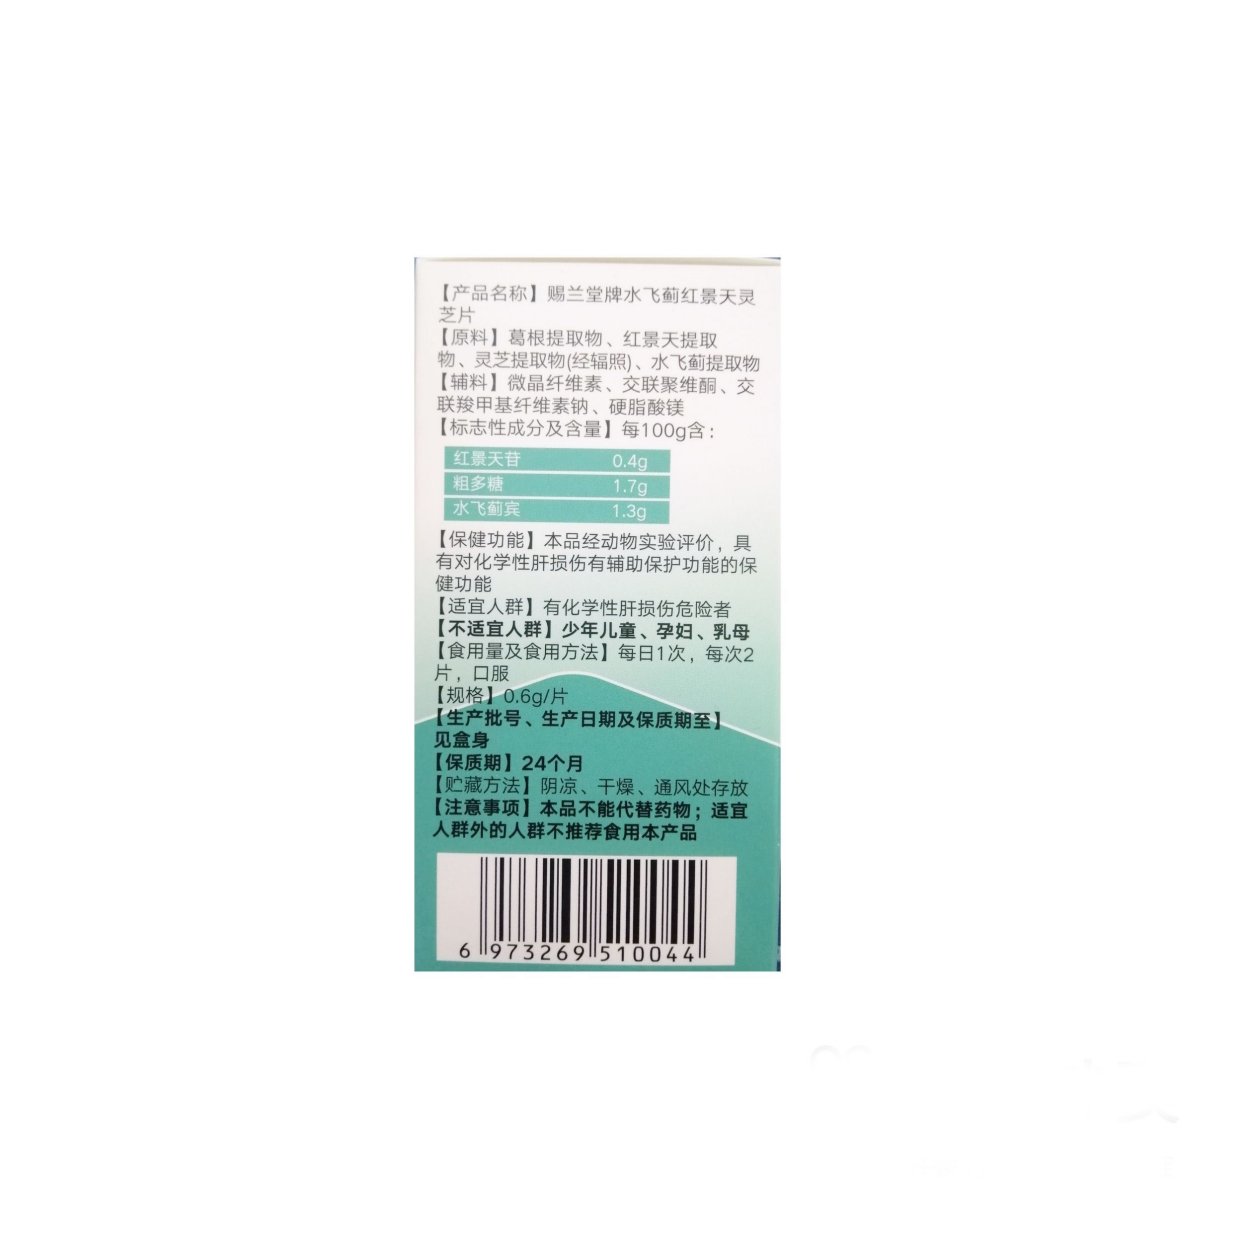 【产品名称】赐兰堂牌水飞蓟红景天灵
芝片
【原料】葛根提取物、红景天提取
物、灵芝提取物(经辐照)、水飞蓟提取物
【辅料】微晶纤维素、交联聚维酮、交
联羧甲基纤维素钠、硬脂酸镁
【标志性成分及含量】每100g含:
红景天苷 0.4g
粗多糖 1.7g
水飞蓟宾 1.3g
【保健功能】本品经动物实验评价，具
有对化学性肝损伤有辅助保护功能的保
健功能
【适宜人群】有化学性肝损伤危险者
【不适宜人群】少年儿童、孕妇、乳母
【食用量及食用方法】每日1次，每次2
片，口服
【规格】0.6g/片
【生产批号、生产日期及保质期至】
见盒身
【保质期】24个月
【贮藏方法】阴凉、干燥、通风处存放
【注意事项】本品不能代替药物；适宜
人群外的人群不推荐食用本产品
6 973269 510044